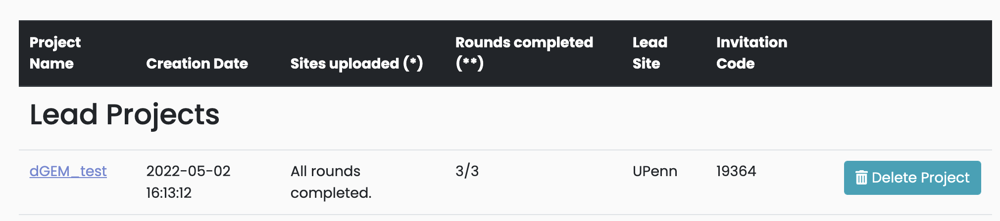 Project Name
Creation Date
Sites uploaded (*)
Rounds completed (**)
Lead Site
Invitation Code
Lead Projects
dGEM_test
2022-05-02 16:13:12
All rounds completed.
3/3
UPenn
19364
Delete Project